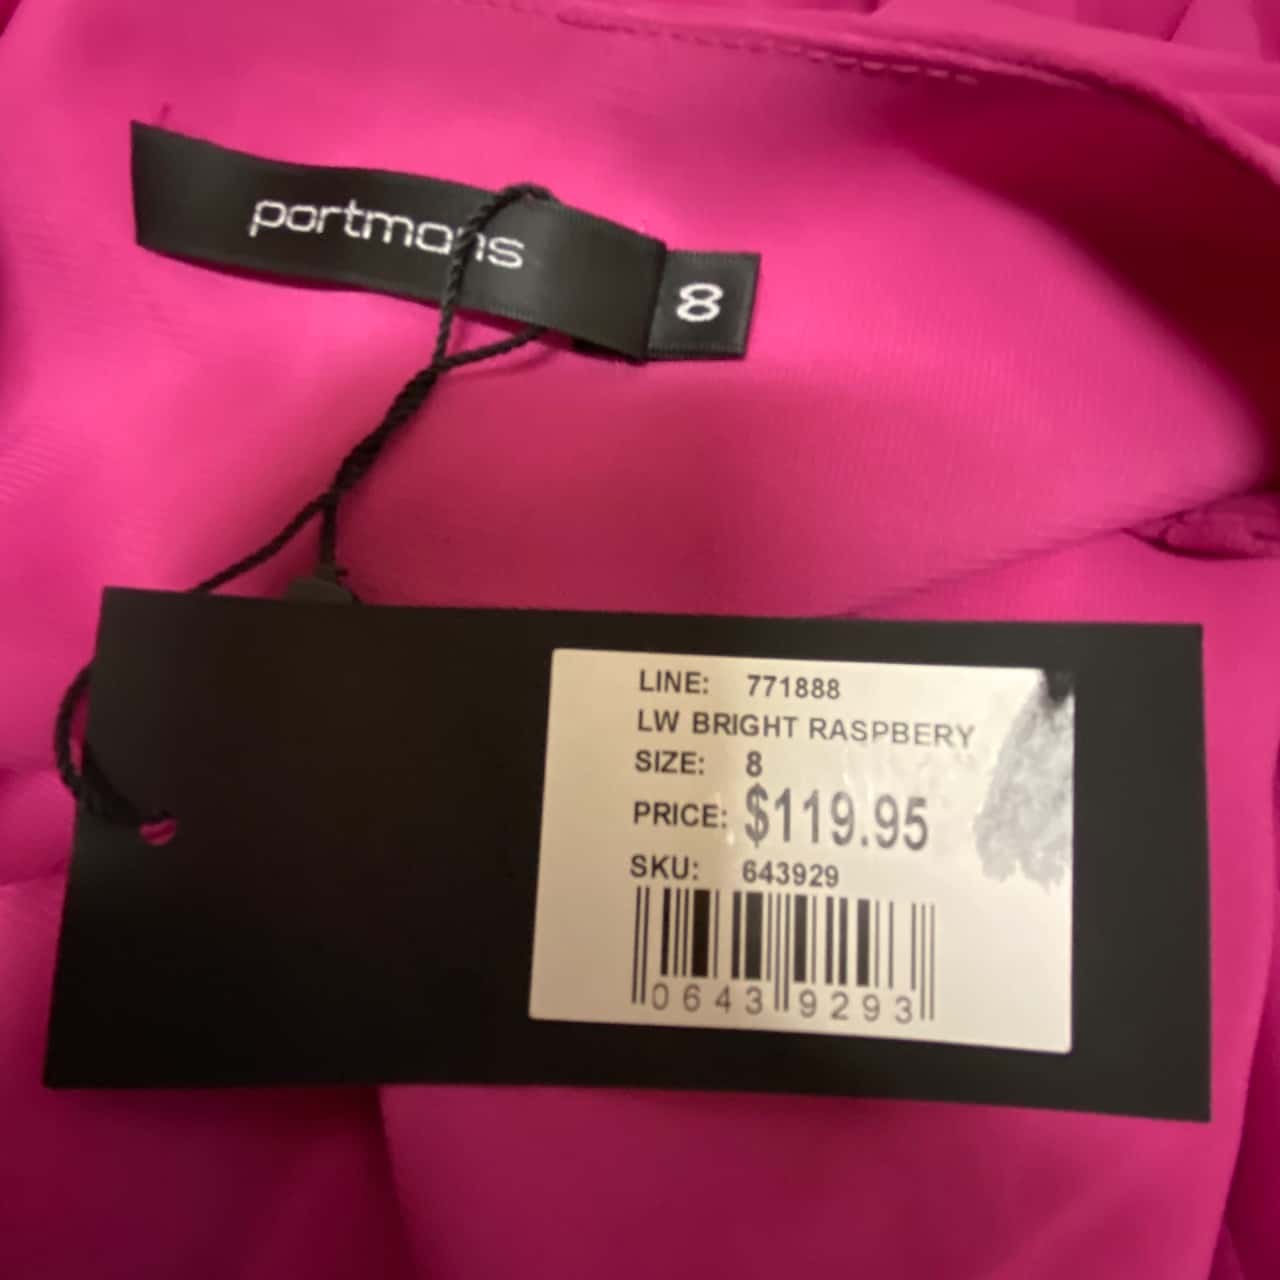 portmans
8
LINE: 771888
LW BRIGHT RASPBERY
SIZE: 8
PRICE: $119.95
SKU: 643929
0643 9293